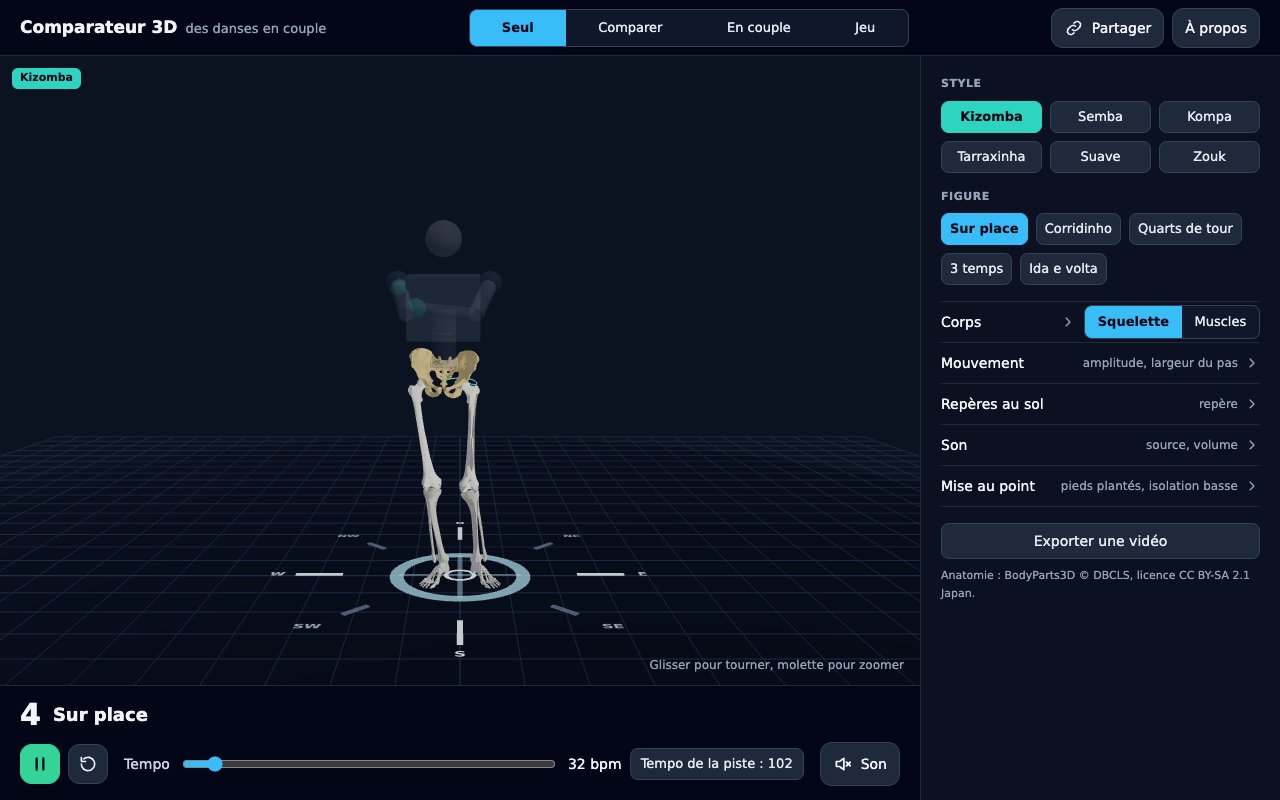 Comparateur 3D des danses en couple
Seul Comparer En couple Jeu
Partager À propos
Kizomba
STYLE
Kizomba Semba Kompa
Tarraxinha Suave Zouk
FIGURE
Sur place Corridinho Quarts de tour
3 temps Ida e volta
Corps Squelette Muscles
Mouvement amplitude, largeur du pas
Repères au sol repère
Son source, volume
Mise au point pieds plantés, isolation basse
Exporter une vidéo
Anatomie : BodyParts3D © DBCLS, licence CC BY-SA 2.1
Japan.
N
NW NE
W E
SW SE
S
Glisser pour tourner, molette pour zoomer
4 Sur place
Tempo 32 bpm Tempo de la piste : 102 Son